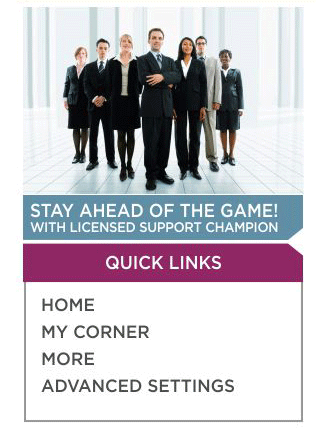 STAY AHEAD OF THE GAME!
WITH LICENSED SUPPORT CHAMPION
QUICK LINKS
HOME
MY CORNER
MORE
ADVANCED SETTINGS